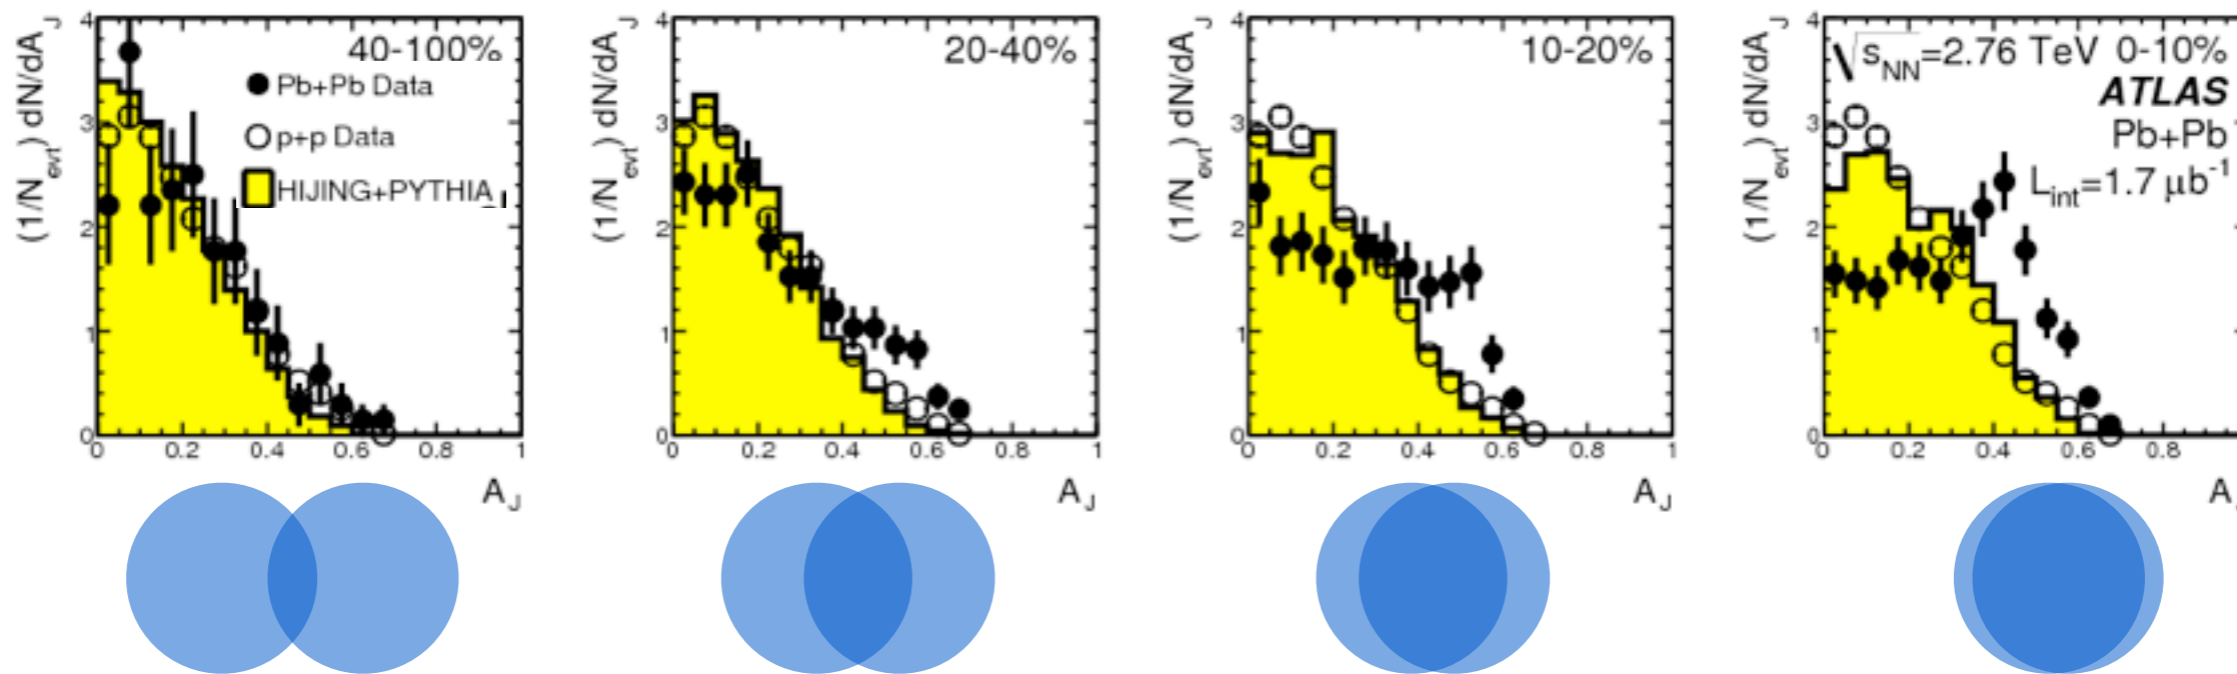 (1/N_evt) dN/dA_J
4
3
2
1
0
40-100%
Pb+Pb Data
p+p Data
HIJING+PYTHIA
0 0.2 0.4 0.6 0.8 1
A_J
(1/N_evt) dN/dA_J
4
3
2
1
0
20-40%
0 0.2 0.4 0.6 0.8 1
A_J
(1/N_evt) dN/dA_J
4
3
2
1
0
10-20%
0 0.2 0.4 0.6 0.8 1
A_J
(1/N_evt) dN/dA_J
4
3
2
1
0
√s_NN=2.76 TeV 0-10%
ATLAS
Pb+Pb
L_int=1.7 μb⁻¹
0 0.2 0.4 0.6 0.8
A